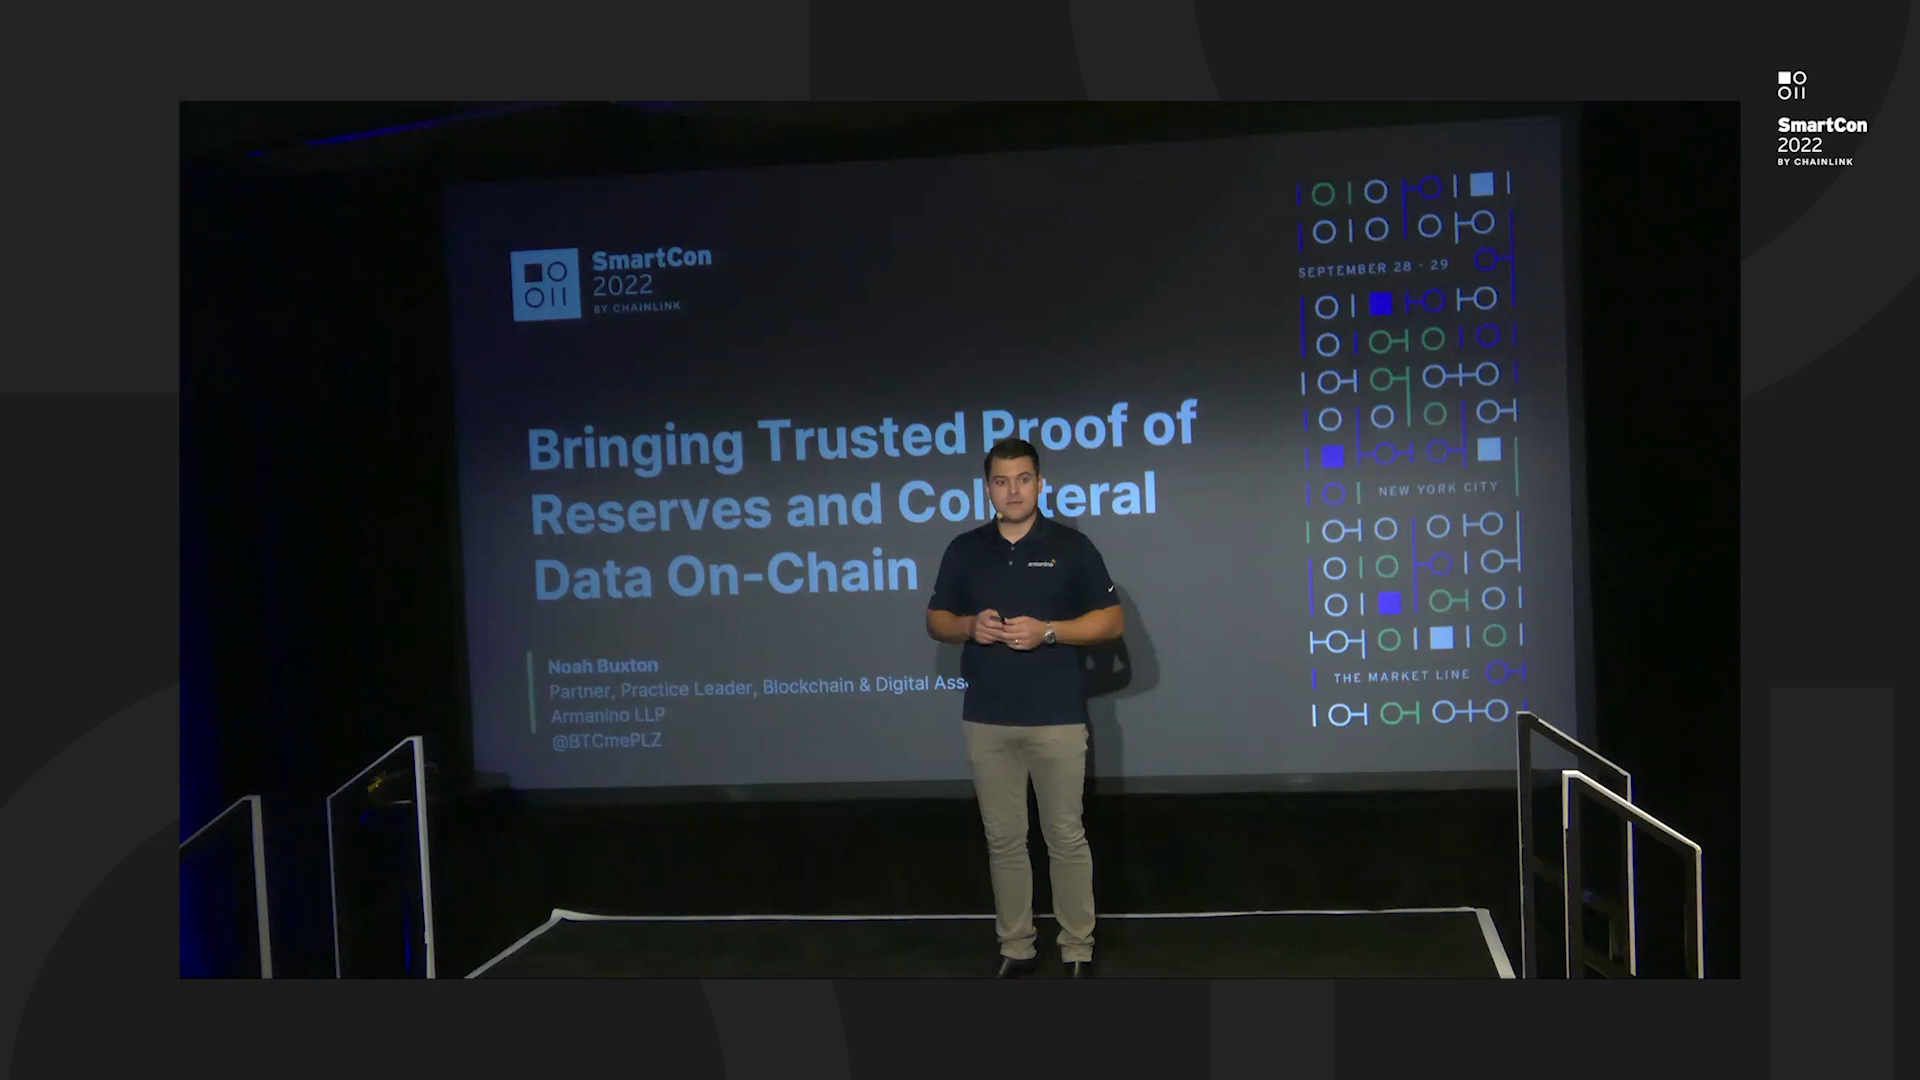 SmartCon
2022
BY CHAINLINK
SmartCon
2022
BY CHAINLINK
SEPTEMBER 28 - 29
Bringing Trusted Proof of
Reserves and Col teral
Data On-Chain
NEW YORK CITY
armanino
Noah Buxton
Partner, Practice Leader, Blockchain & Digital Ass
Armanino LLP
@BTCmePLZ
THE MARKET LINE